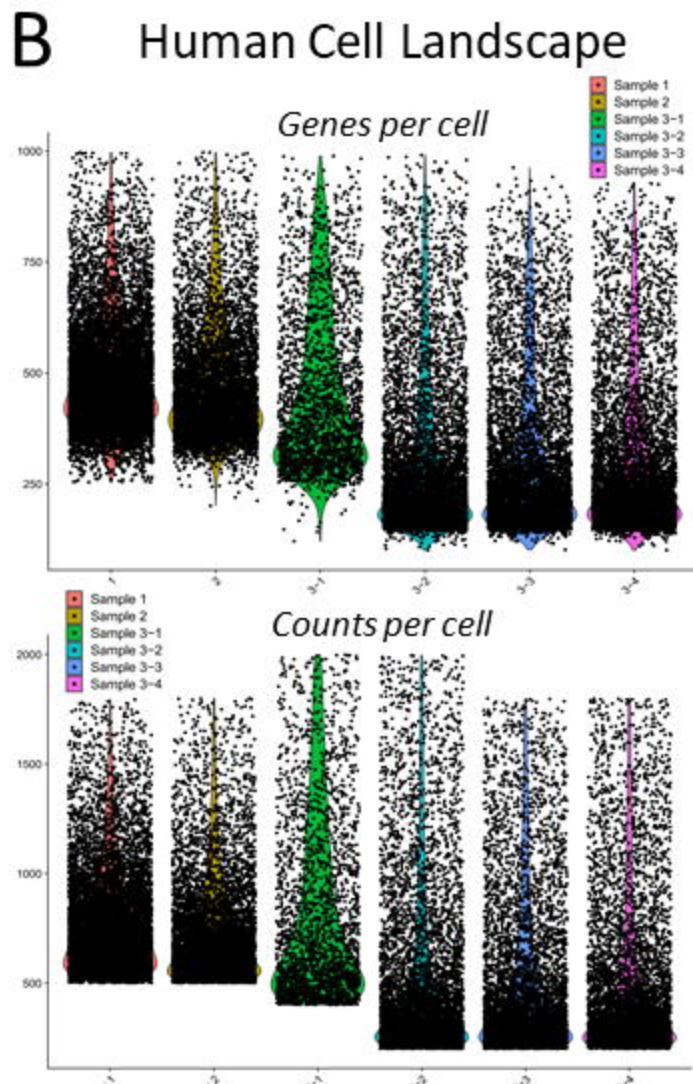 B Human Cell Landscape
Sample 1
Sample 2
Sample 3-1
Sample 3-2
Sample 3-3
Sample 3-4
Genes per cell
1000
750
500
250
1 2 3-1 3-2 3-3 3-4
Sample 1
Sample 2
Sample 3-1
Sample 3-2
Sample 3-3
Sample 3-4
Counts per cell
2000
1500
1000
500